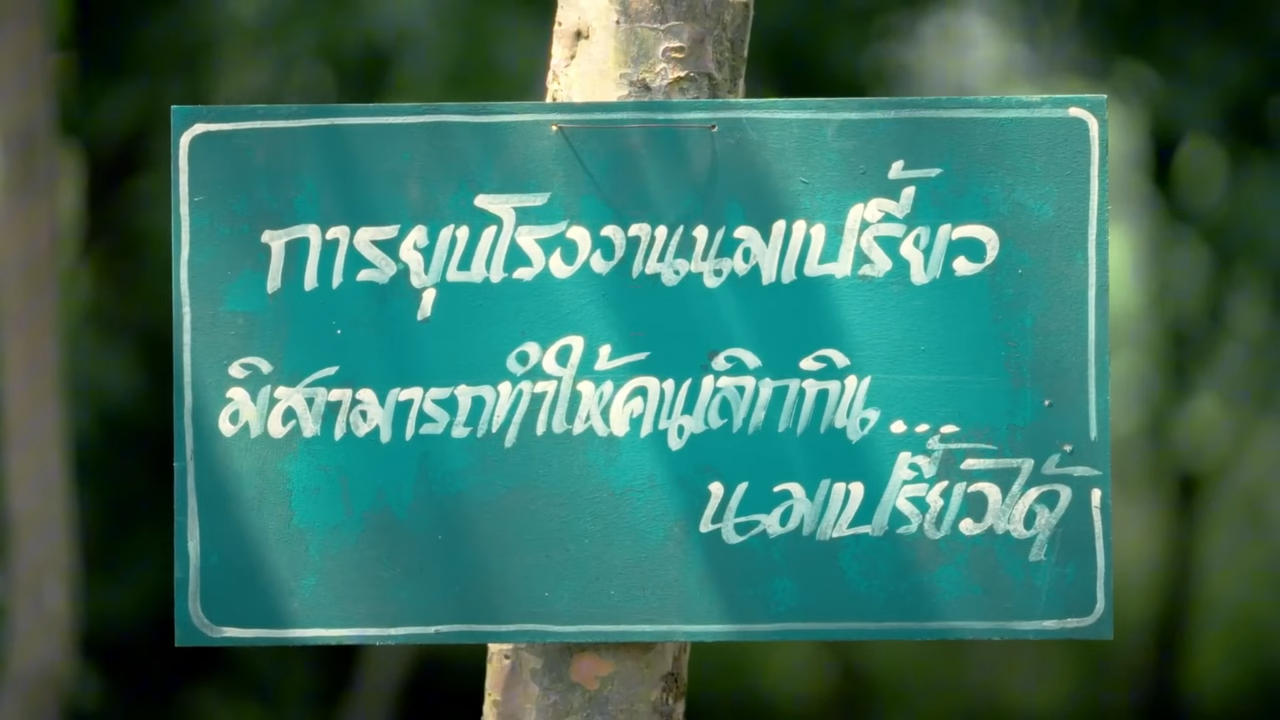 การยุบโรงงานนมเปรี้ยว
มิสามารถทำให้คนเลิกกิน...
นมเปรี้ยวได้